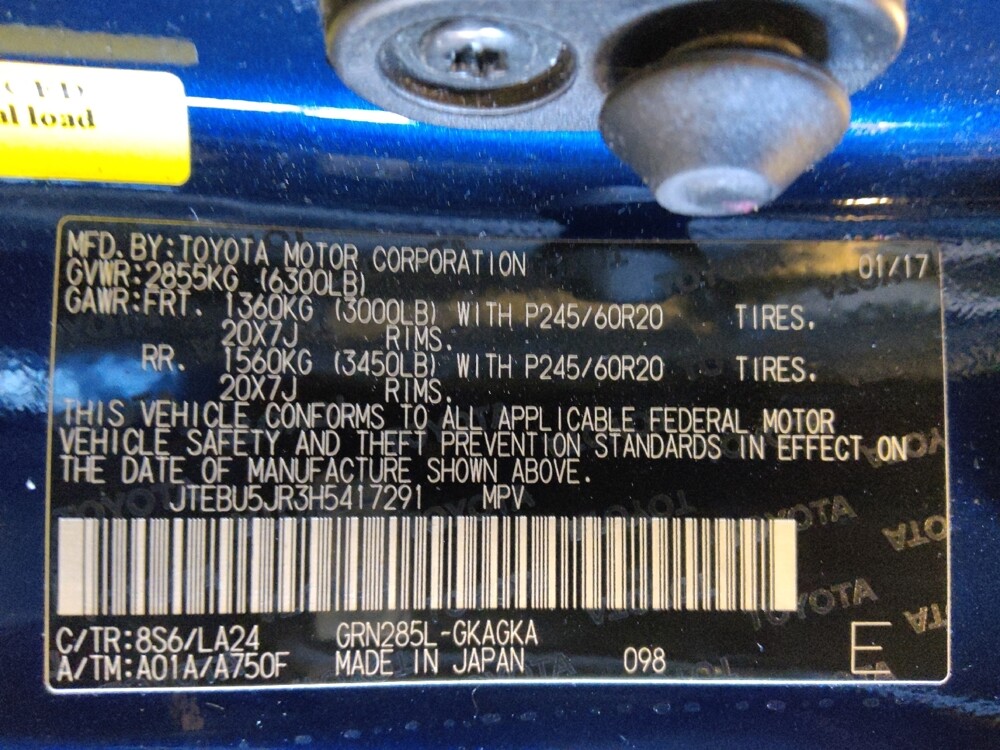 al load
MFD. BY: TOYOTA MOTOR CORPORATION 01/17
GVWR: 2855KG (6300LB)
GAWR: FRT. 1360KG (3000LB) WITH P245/60R20 TIRES.
20X7J RIMS.
RR. 1560KG (3450LB) WITH P245/60R20 TIRES.
20X7J RIMS.
THIS VEHICLE CONFORMS TO ALL APPLICABLE FEDERAL MOTOR
VEHICLE SAFETY AND THEFT PREVENTION STANDARDS IN EFFECT ON
THE DATE OF MANUFACTURE SHOWN ABOVE.
JTEBU5JR3H5417291 MPV
TOYOTA
TOYOTA
C/TR: 8S6/LA24 GRN285L-GKAGKA
A/TM: A01A/A750F MADE IN JAPAN 098 E